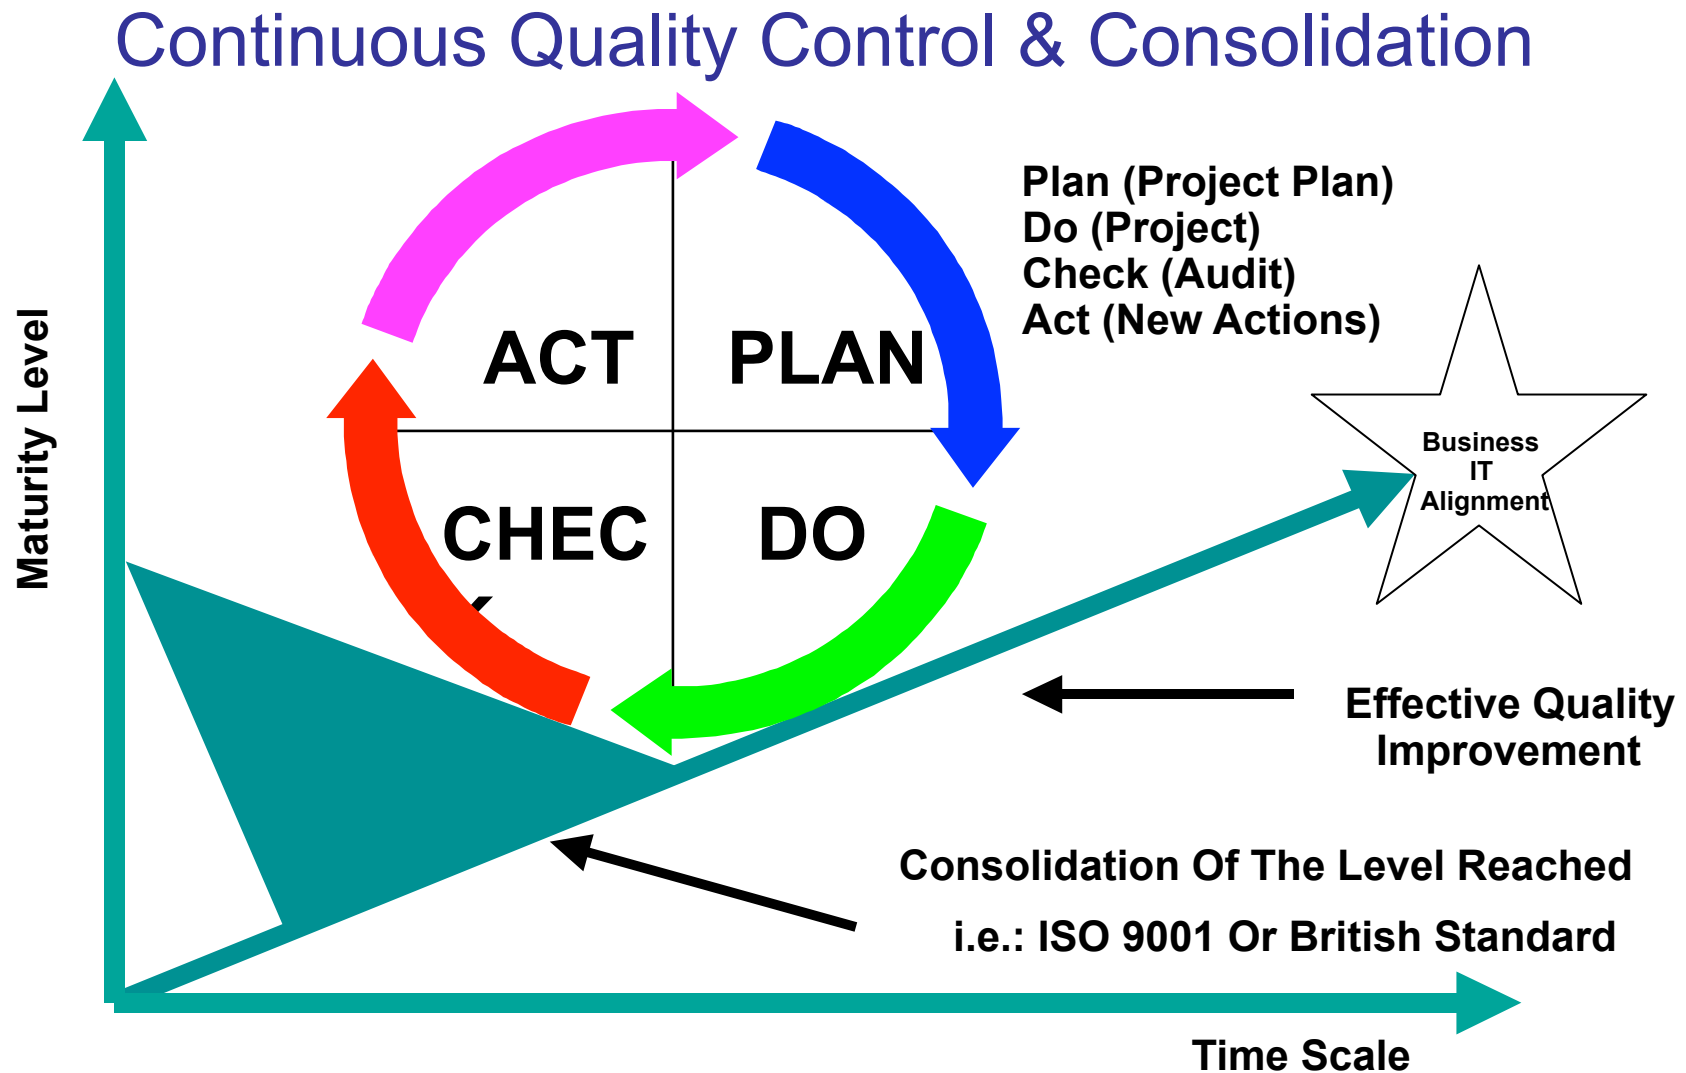 Continuous Quality Control & Consolidation
Plan (Project Plan)
Do (Project)
Check (Audit)
Act (New Actions)
ACT
PLAN
CHEC
K
DO
Maturity Level
Business
IT
Alignment
Effective Quality
Improvement
Consolidation Of The Level Reached
i.e.: ISO 9001 Or British Standard
Time Scale